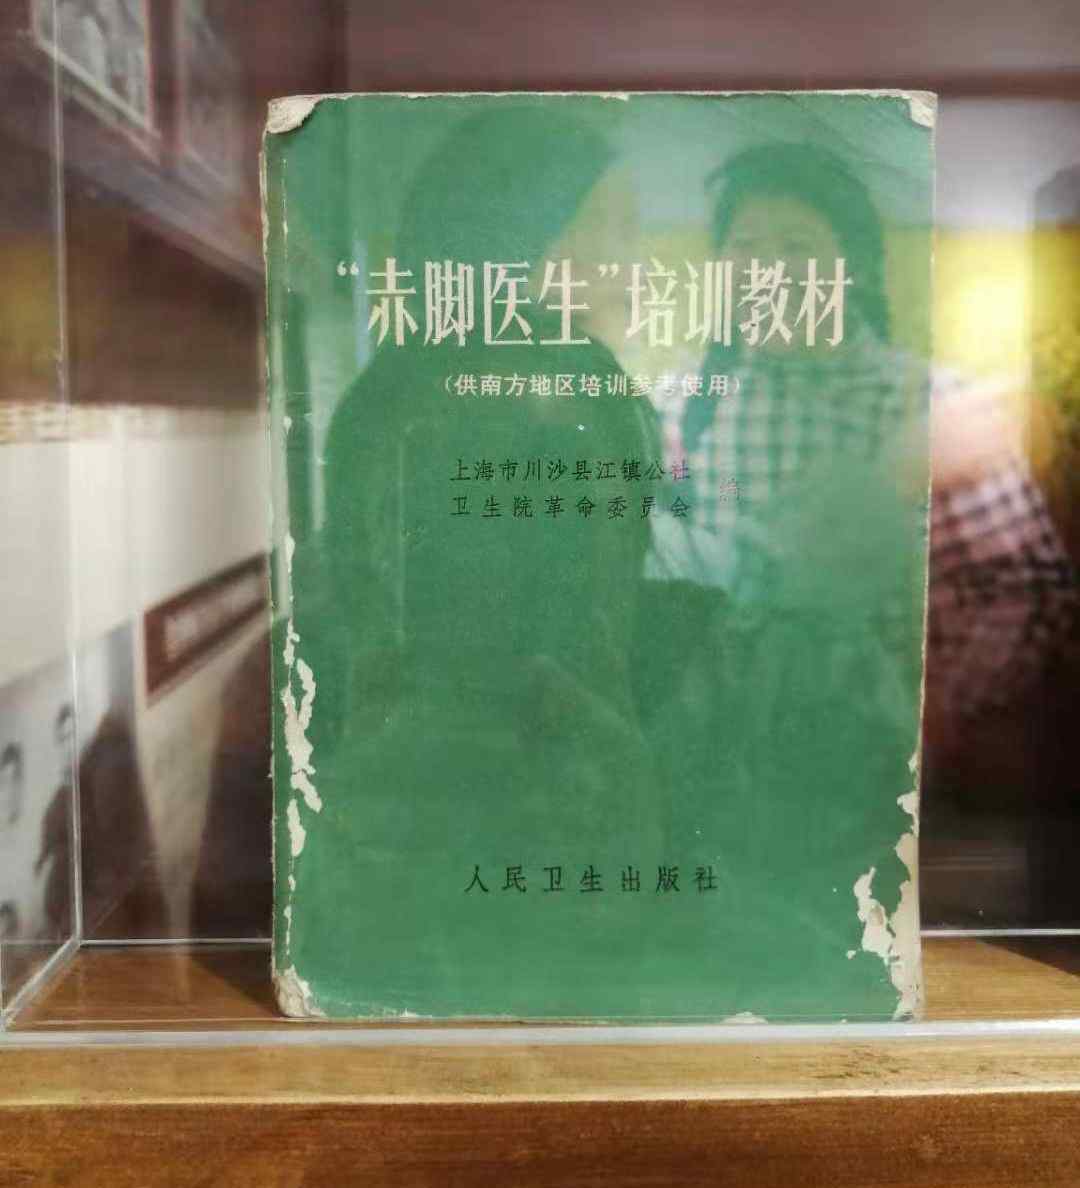 “赤脚医生”培训教材
（供南方地区培训参考使用）
上海市川沙县江镇公社
卫生院革命委员会
编
人民卫生出版社